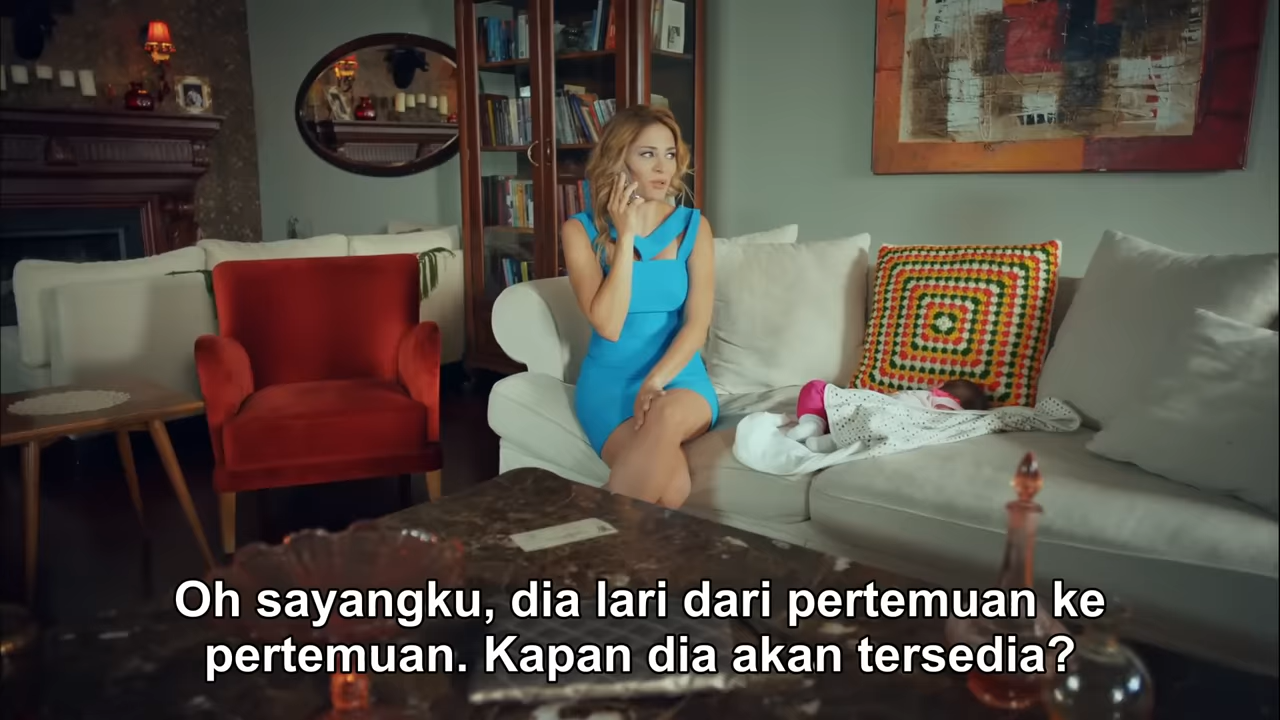 Oh sayangku, dia lari dari pertemuan ke
pertemuan. Kapan dia akan tersedia?